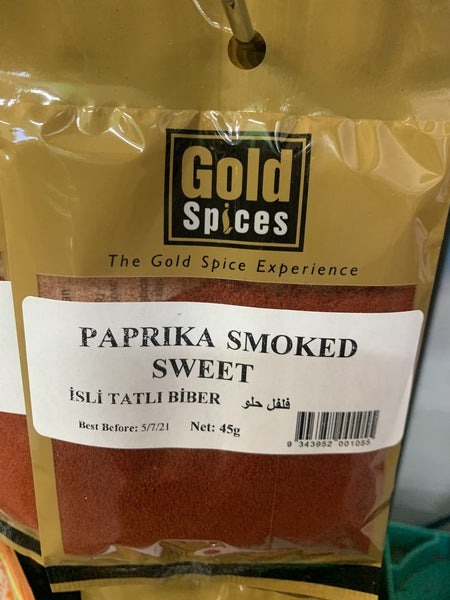 Gold
Spices
The Gold Spice Experience
PAPRIKA SMOKED
SWEET
İSLİ TATLI BİBER فلفل حلو
Best Before: 5/7/21 Net: 45g
9 343952 001055